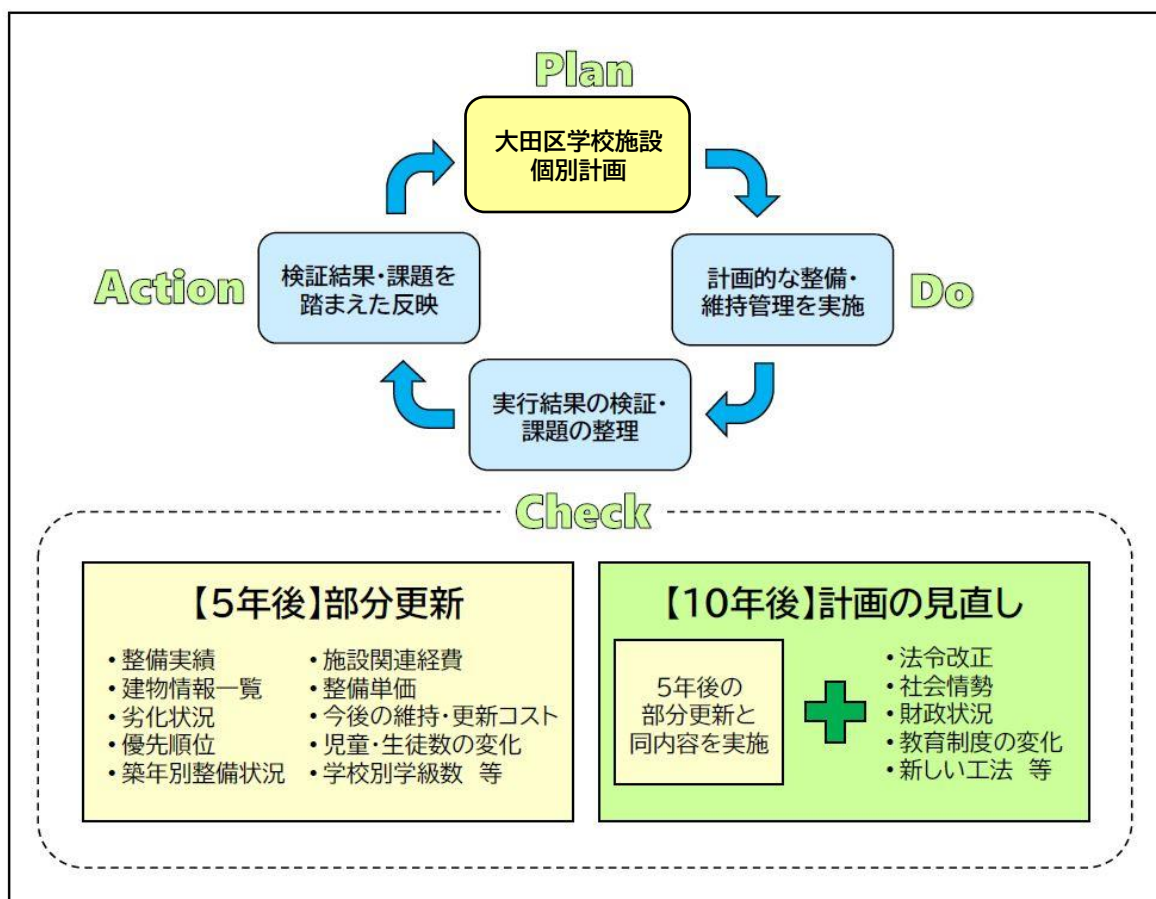 Plan
大田区学校施設
個別計画
Action
検証結果・課題を
踏まえた反映
計画的な整備・
維持管理を実施
Do
実行結果の検証・
課題の整理
Check
【5年後】部分更新
・整備実績
・建物情報一覧
・劣化状況
・優先順位
・築年別整備状況
・施設関連経費
・整備単価
・今後の維持・更新コスト
・児童・生徒数の変化
・学校別学級数 等
【10年後】計画の見直し
5年後の
部分更新と
同内容を実施
・法令改正
・社会情勢
・財政状況
・教育制度の変化
・新しい工法 等